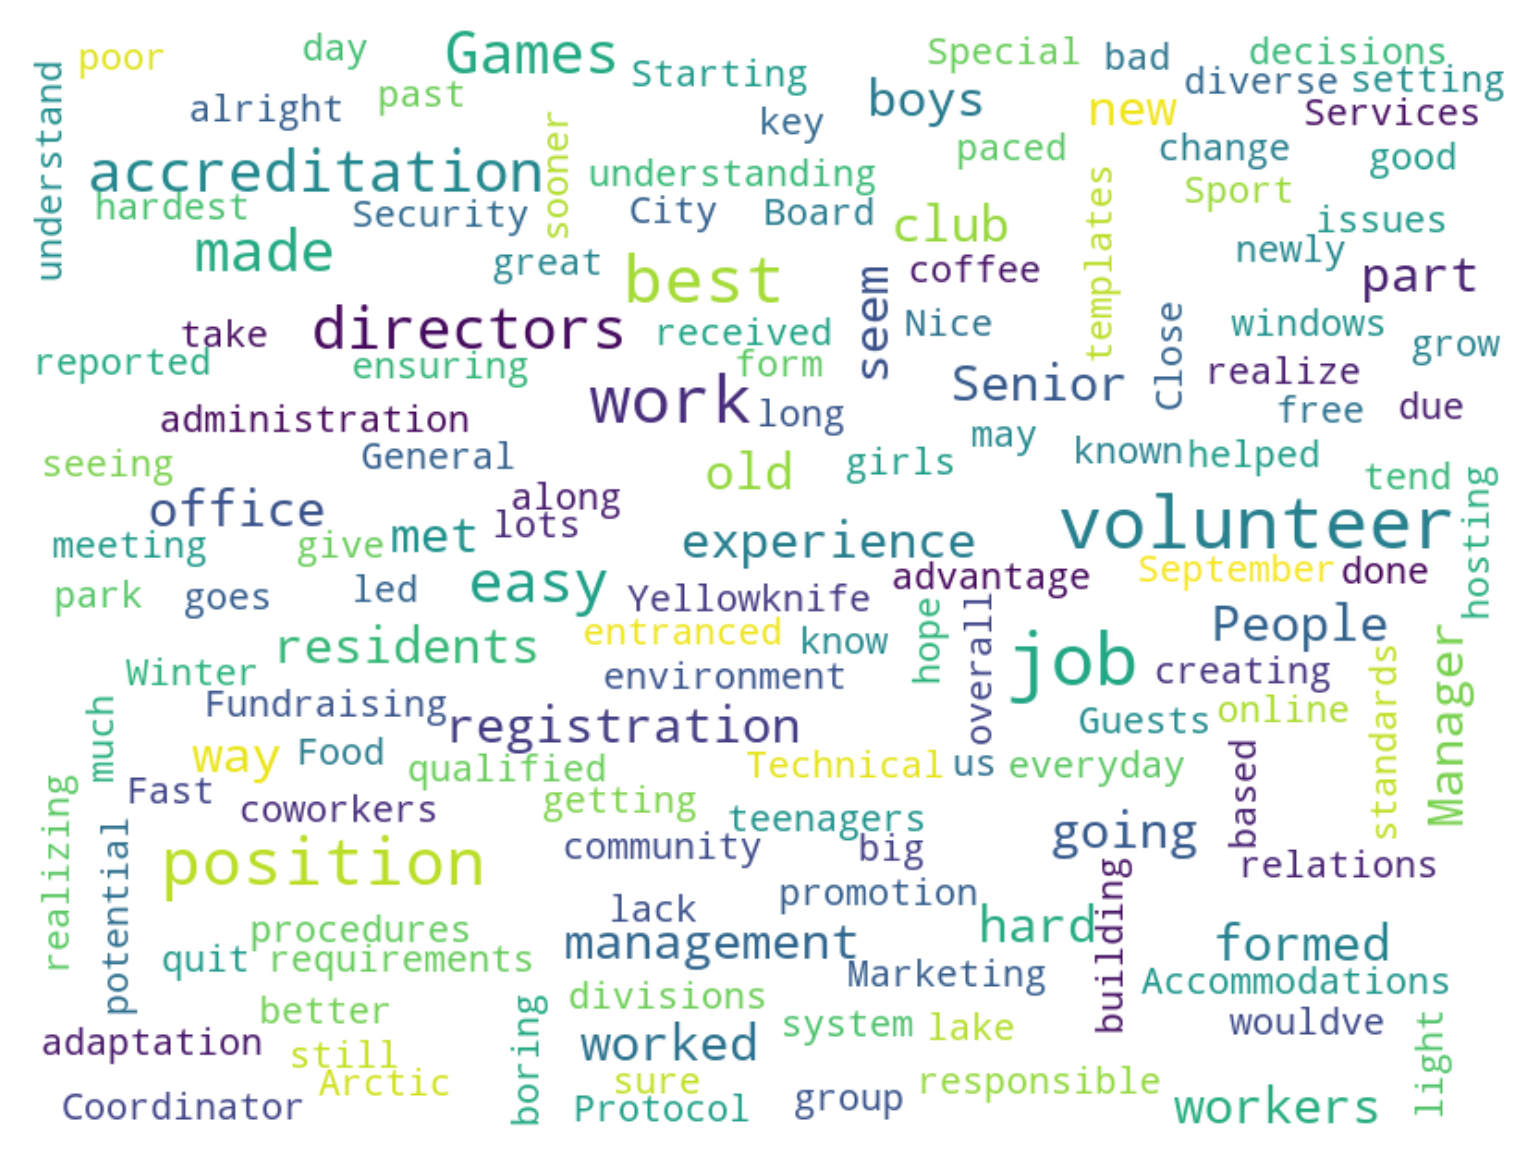 poor
day
Games
Starting
Special
bad
decisions
diverse
setting
understand
alright
past
key
boys
new
Services
sooner
accreditation
understanding
paced
change
good
hardest
Security
City
Board
club
templates
Sport
issues
made
great
best
seem
coffee
newly
part
take
directors
received
Nice
Close
windows
grow
reported
ensuring
form
Senior
realize
administration
work
long
free
due
seeing
General
old
girls
may
known
helped
tend
office
along
lots
volunteer
hosting
meeting
give
met
experience
park
goes
led
easy
Yellowknife
advantage
September
done
residents
entranced
know
hope
overall
job
People
Winter
environment
creating
standards
Manager
much
Fundraising
registration
Guests
online
way
Food
qualified
Technical
us
everyday
based
realizing
Fast
coworkers
getting
teenagers
going
potential
position
community
big
relations
promotion
building
procedures
lack
hard
formed
quit
requirements
management
Marketing
Accommodations
better
boring
divisions
system
lake
wouldve
light
adaptation
still
worked
Arctic
sure
responsible
Coordinator
Protocol
group
workers